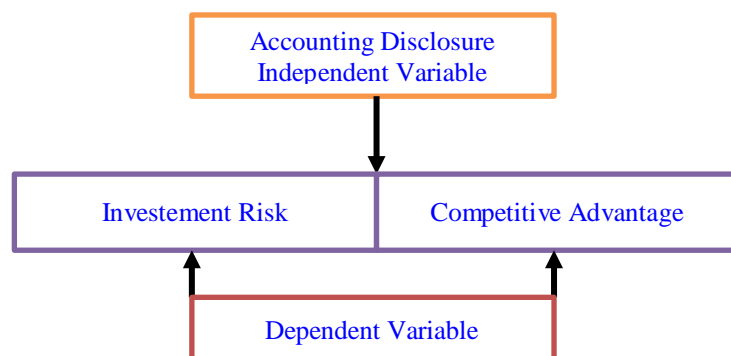 Accounting Disclosure
Independent Variable
Investement Risk
Competitive Advantage
Dependent Variable